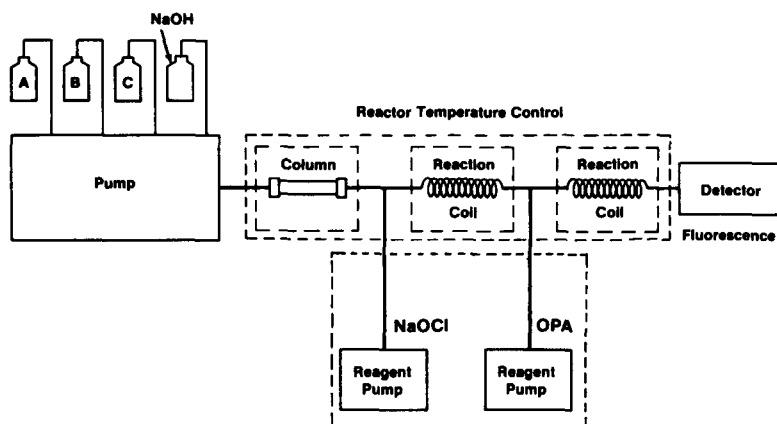 NaOH
A
B
C
Reactor Temperature Control
Column
Reaction
Coil
Reaction
Coil
Pump
Detector
Fluorescence
NaOCl
OPA
Reagent
Pump
Reagent
Pump